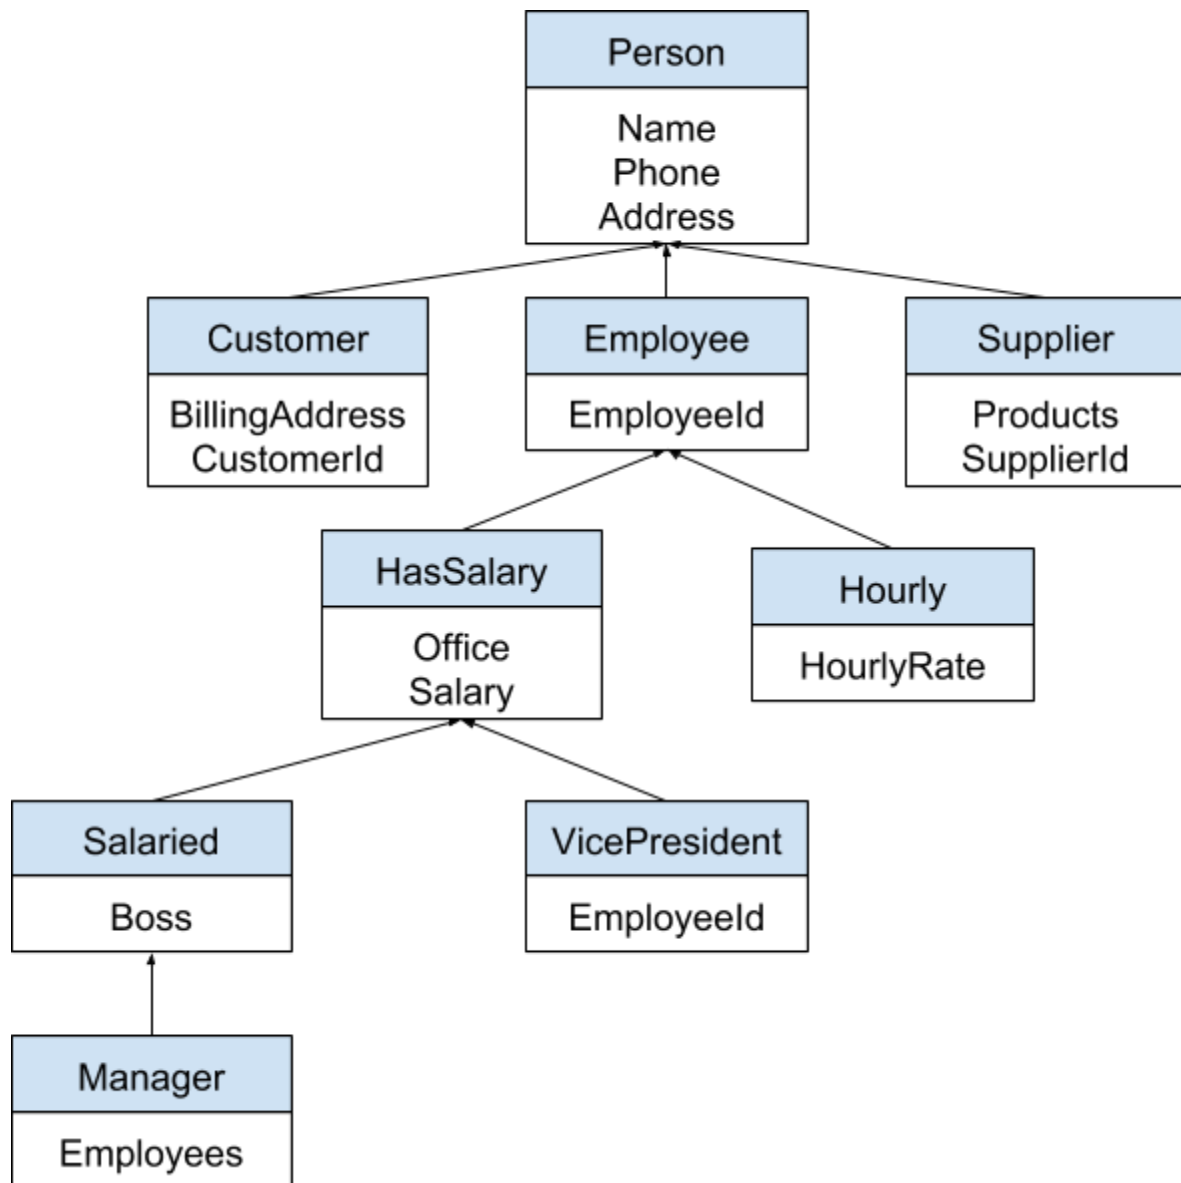 Person
Name
Phone
Address
Customer
BillingAddress
CustomerId
Employee
EmployeeId
Supplier
Products
SupplierId
HasSalary
Office
Salary
Hourly
HourlyRate
Salaried
Boss
VicePresident
EmployeeId
Manager
Employees